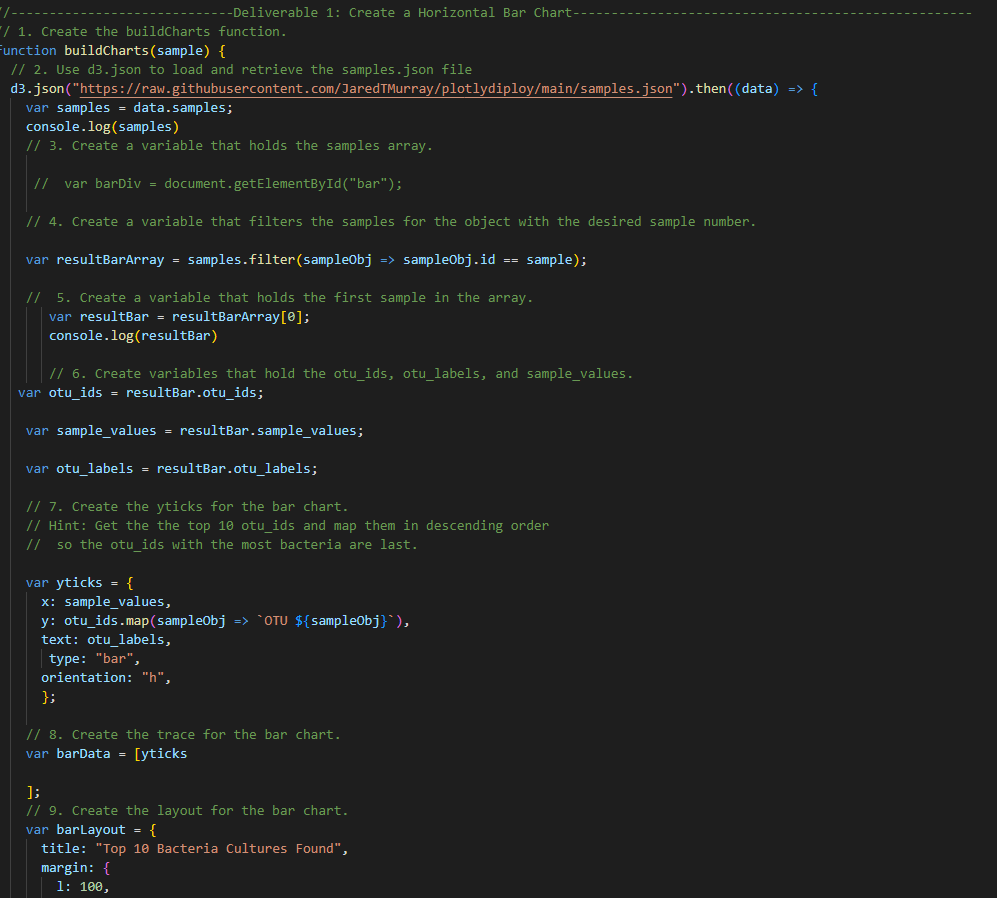 //-----------------------------Deliverable 1: Create a Horizontal Bar Chart----------------------------------------------------
// 1. Create the buildCharts function.
function buildCharts(sample) {
// 2. Use d3.json to load and retrieve the samples.json file
d3.json("https://raw.githubusercontent.com/JaredTMurray/plotlydiploy/main/samples.json").then((data) => {
var samples = data.samples;
console.log(samples)
// 3. Create a variable that holds the samples array.
//  var barDiv = document.getElementById("bar");
// 4. Create a variable that filters the samples for the object with the desired sample number.
var resultBarArray = samples.filter(sampleObj => sampleObj.id == sample);
//  5. Create a variable that holds the first sample in the array.
var resultBar = resultBarArray[0];
console.log(resultBar)
// 6. Create variables that hold the otu_ids, otu_labels, and sample_values.
var otu_ids = resultBar.otu_ids;
var sample_values = resultBar.sample_values;
var otu_labels = resultBar.otu_labels;
// 7. Create the yticks for the bar chart.
// Hint: Get the the top 10 otu_ids and map them in descending order
//  so the otu_ids with the most bacteria are last.
var yticks = {
x: sample_values,
y: otu_ids.map(sampleObj => `OTU ${sampleObj}`),
text: otu_labels,
type: "bar",
orientation: "h",
};
// 8. Create the trace for the bar chart.
var barData = [yticks
];
// 9. Create the layout for the bar chart.
var barLayout = {
title: "Top 10 Bacteria Cultures Found",
margin: {
l: 100,